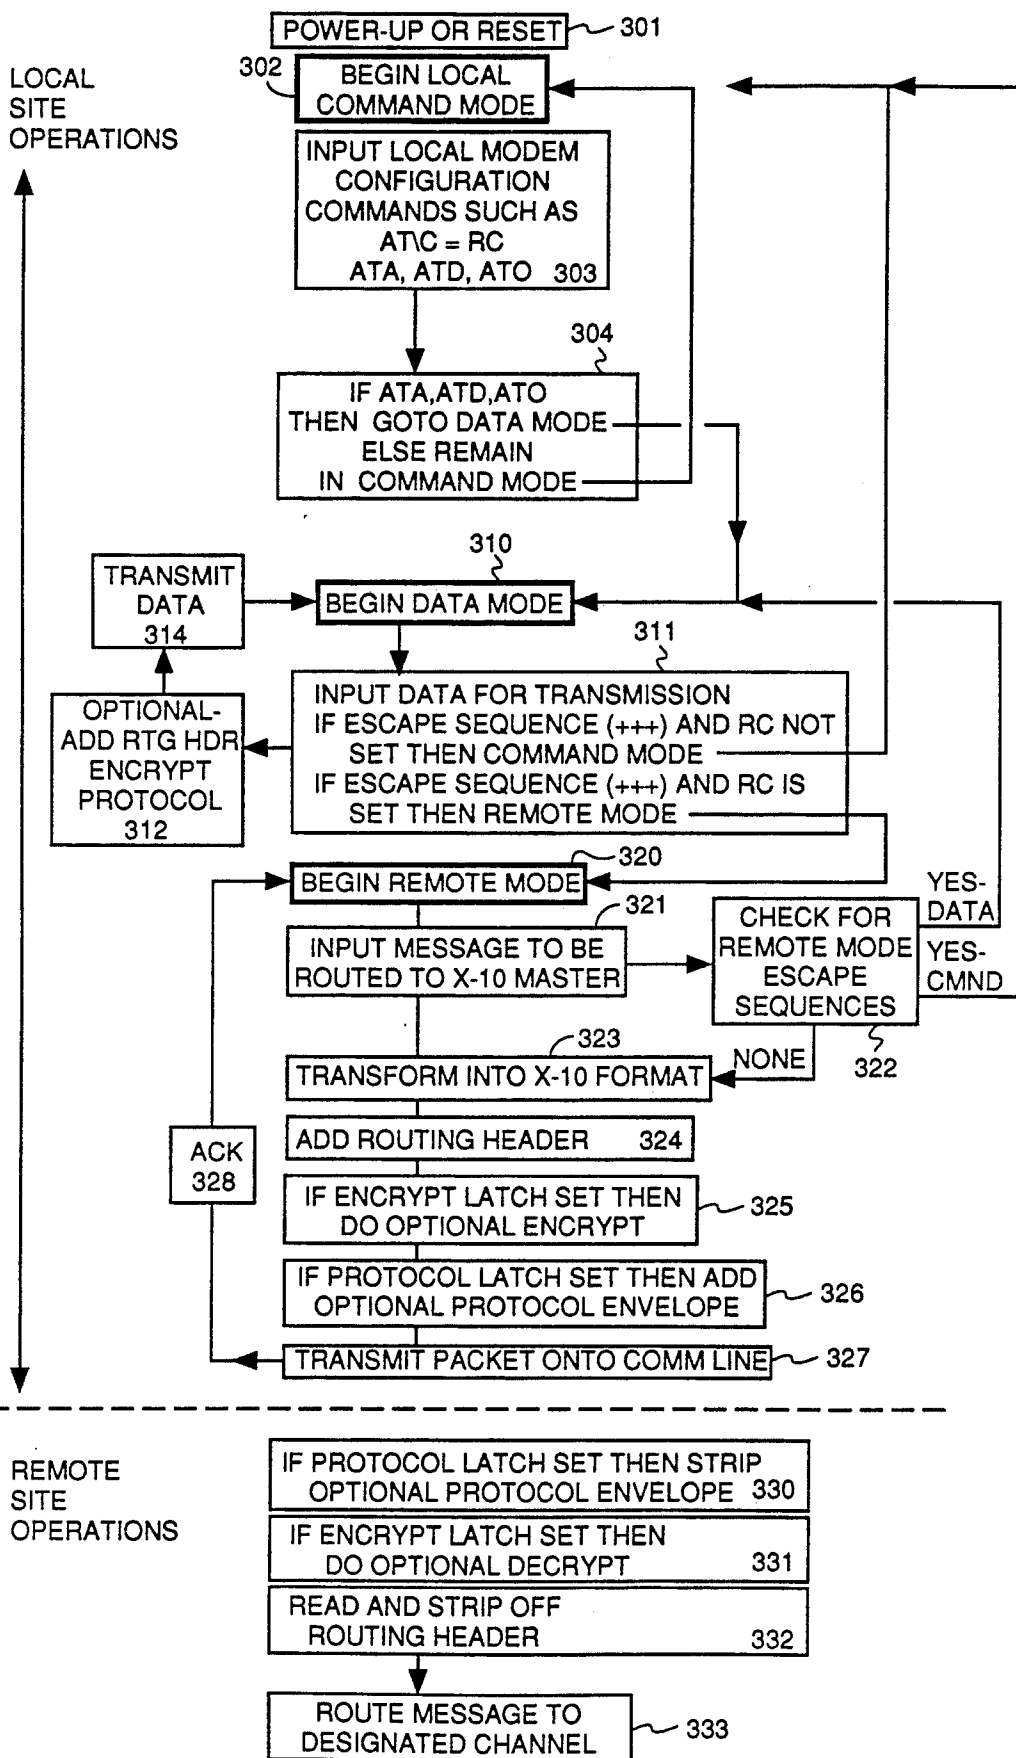 POWER-UP OR RESET
301
LOCAL
SITE
OPERATIONS
302
BEGIN LOCAL
COMMAND MODE
INPUT LOCAL MODEM
CONFIGURATION
COMMANDS SUCH AS
AT\C = RC
ATA, ATD, ATO
303
304
IF ATA,ATD,ATO
THEN GOTO DATA MODE
ELSE REMAIN
IN COMMAND MODE
310
TRANSMIT
DATA
314
BEGIN DATA MODE
311
OPTIONAL-
ADD RTG HDR
ENCRYPT
PROTOCOL
312
INPUT DATA FOR TRANSMISSION
IF ESCAPE SEQUENCE (+++) AND RC NOT
SET THEN COMMAND MODE
IF ESCAPE SEQUENCE (+++) AND RC IS
SET THEN REMOTE MODE
320
BEGIN REMOTE MODE
321
INPUT MESSAGE TO BE
ROUTED TO X-10 MASTER
CHECK FOR
REMOTE MODE
ESCAPE
SEQUENCES
YES-
DATA
YES-
CMND
322
NONE
323
TRANSFORM INTO X-10 FORMAT
ADD ROUTING HEADER 324
ACK
328
IF ENCRYPT LATCH SET THEN
DO OPTIONAL ENCRYPT
325
IF PROTOCOL LATCH SET THEN ADD
OPTIONAL PROTOCOL ENVELOPE
326
TRANSMIT PACKET ONTO COMM LINE
327
REMOTE
SITE
OPERATIONS
IF PROTOCOL LATCH SET THEN STRIP
OPTIONAL PROTOCOL ENVELOPE 330
IF ENCRYPT LATCH SET THEN
DO OPTIONAL DECRYPT 331
READ AND STRIP OFF
ROUTING HEADER 332
ROUTE MESSAGE TO
DESIGNATED CHANNEL
333